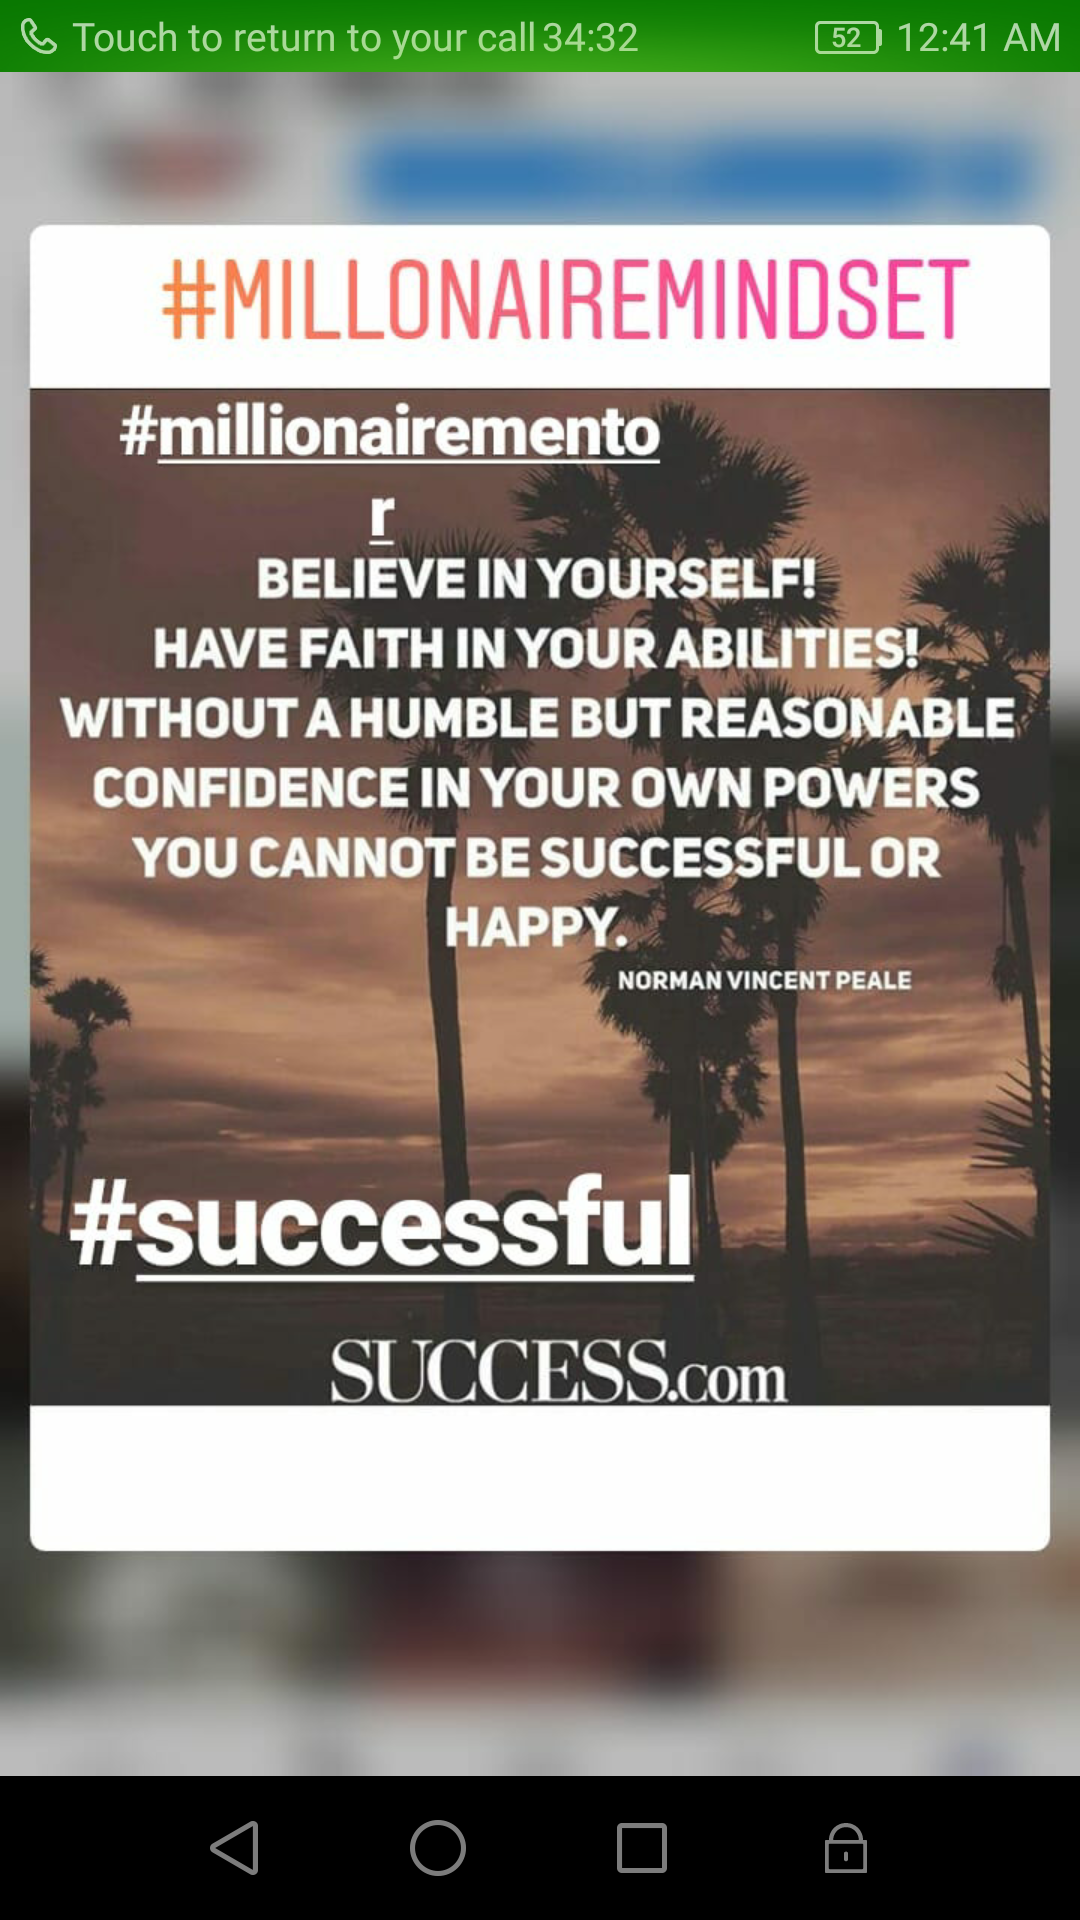 Touch to return to your call 34:32 52 12:41 AM
#MILLONAIREMINDSET
#millionairemento
r
BELIEVE IN YOURSELF!
HAVE FAITH IN YOUR ABILITIES!
WITHOUT A HUMBLE BUT REASONABLE
CONFIDENCE IN YOUR OWN POWERS
YOU CANNOT BE SUCCESSFUL OR
HAPPY.
NORMAN VINCENT PEALE
#successful
SUCCESS.com